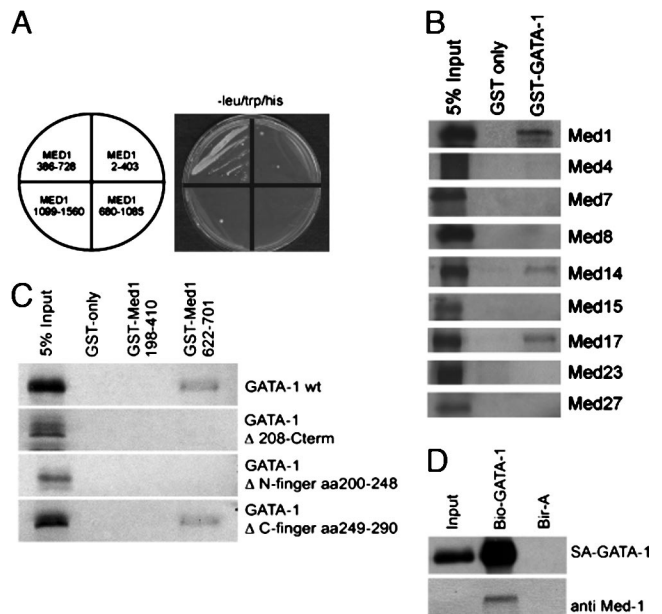 A
-leu/trp/his
MED1
386-728
MED1
2-403
MED1
1099-1560
MED1
680-1085
B
5% Input
GST only
GST-GATA-1
Med1
Med4
Med7
Med8
Med14
Med15
Med17
Med23
Med27
C
5% Input
GST-only
GST-Med1
198-410
GST-Med1
622-701
GATA-1 wt
GATA-1
Δ 208-Cterm
GATA-1
Δ N-finger aa200-248
GATA-1
Δ C-finger aa249-290
D
Input
Bio-GATA-1
Bir-A
SA-GATA-1
anti Med-1